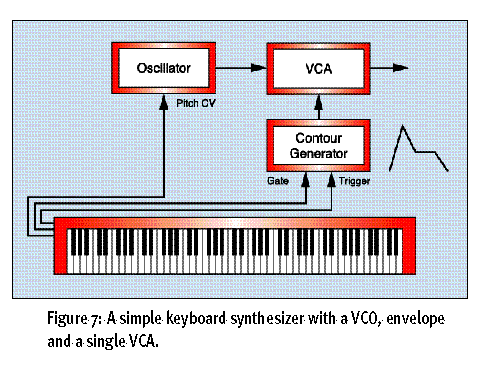 Oscillator
VCA
Pitch CV
Contour
Generator
Gate
Trigger
Figure 7: A simple keyboard synthesizer with a VCO, envelope
and a single VCA.